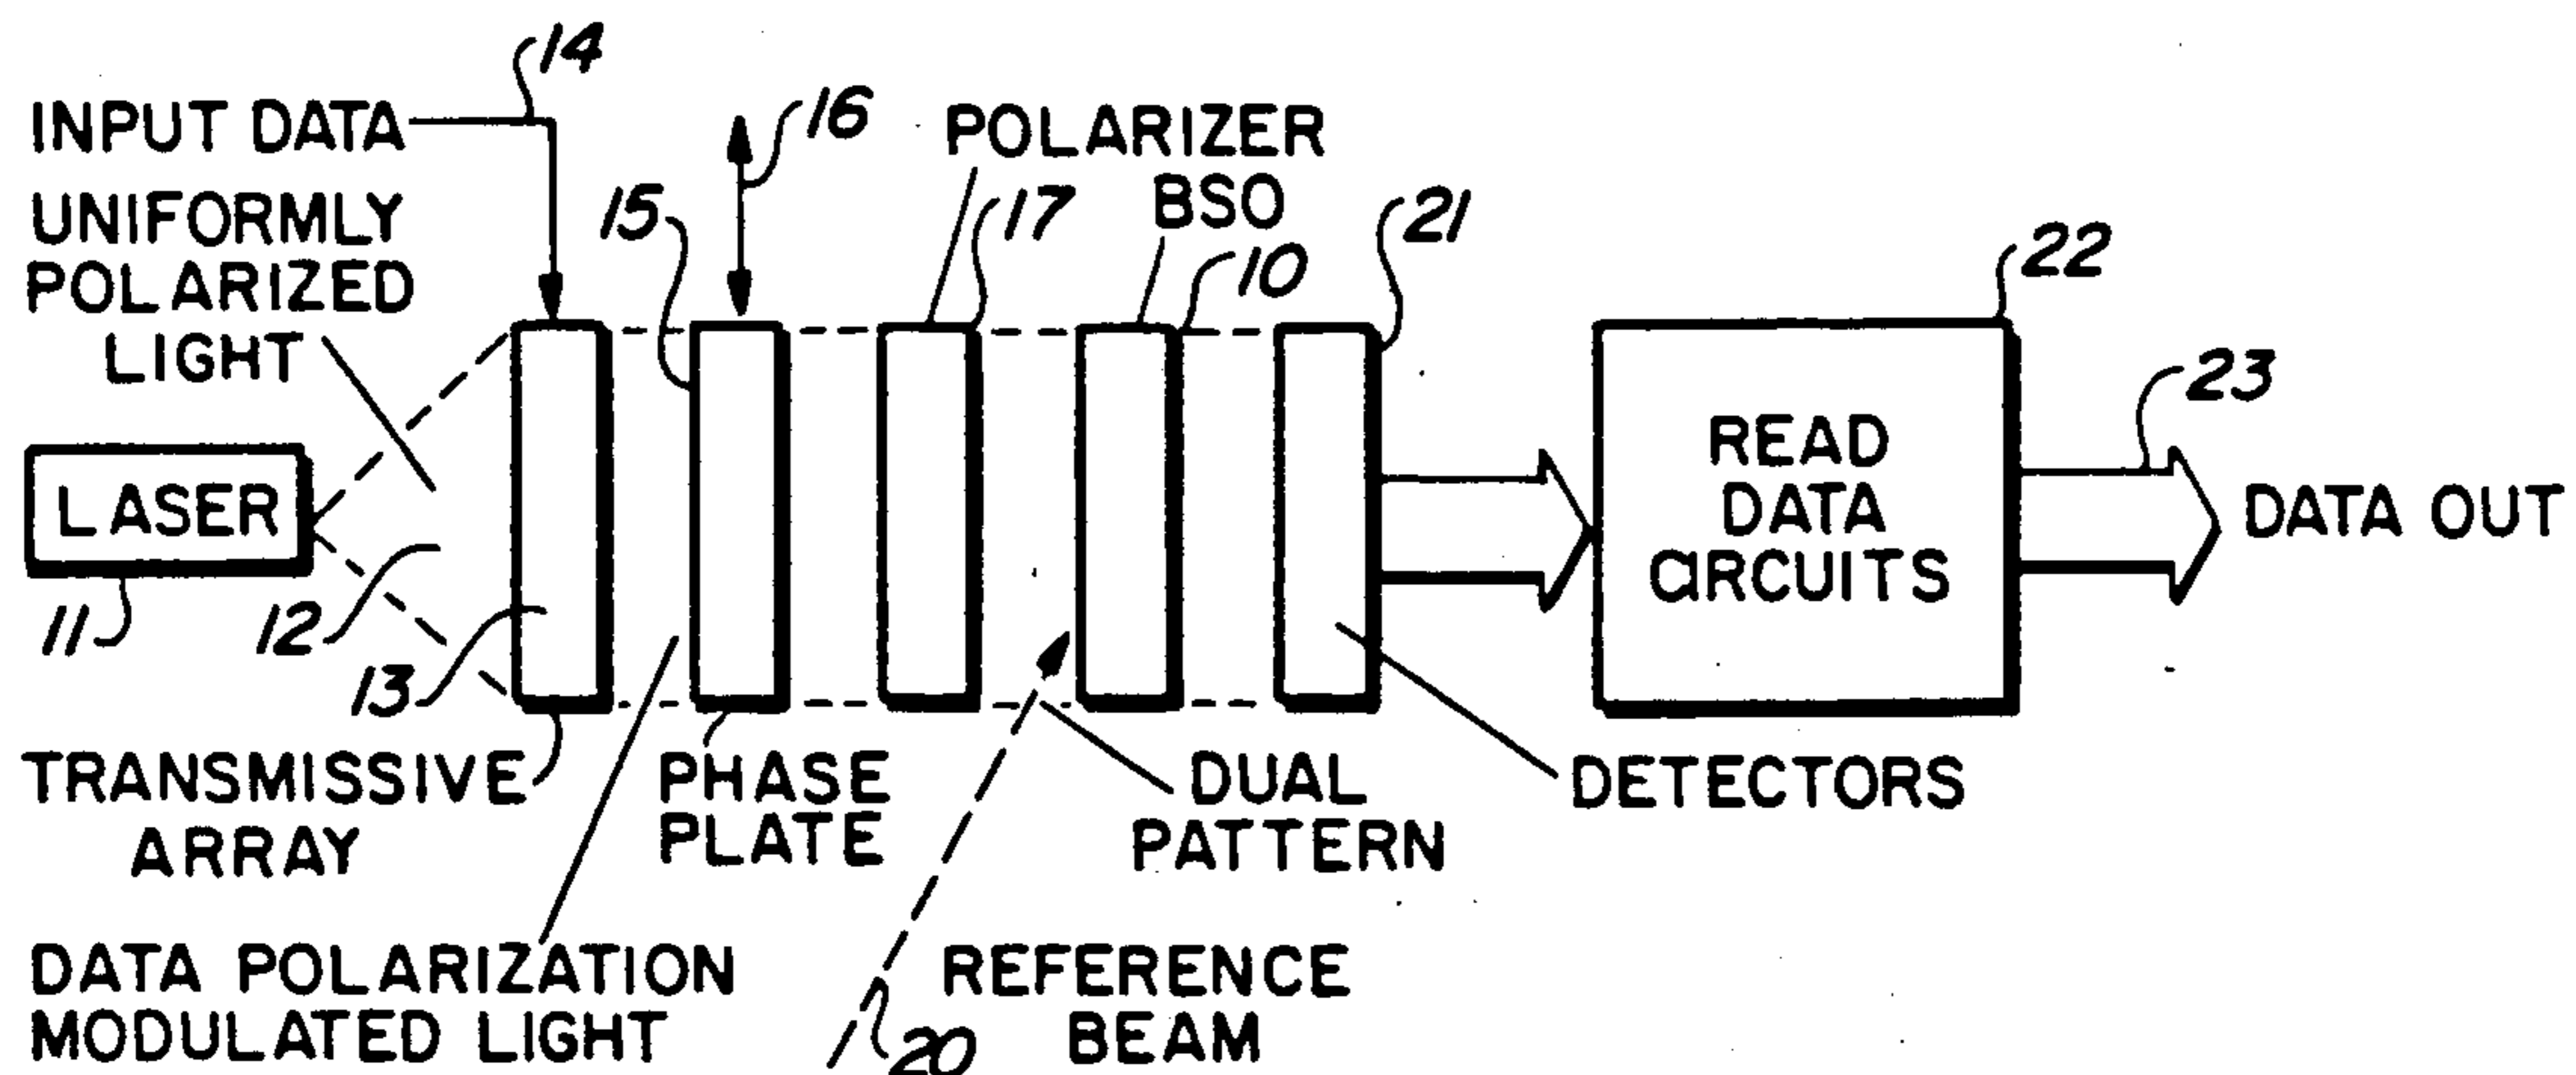 14
INPUT DATA
16
POLARIZER
UNIFORMLY
POLARIZED
LIGHT
15
17
BSO
10
21
22
23
LASER
11
12
13
READ
DATA
CIRCUITS
DATA OUT
TRANSMISSIVE
ARRAY
PHASE
PLATE
DUAL
PATTERN
DETECTORS
DATA POLARIZATION
MODULATED LIGHT
20
REFERENCE
BEAM